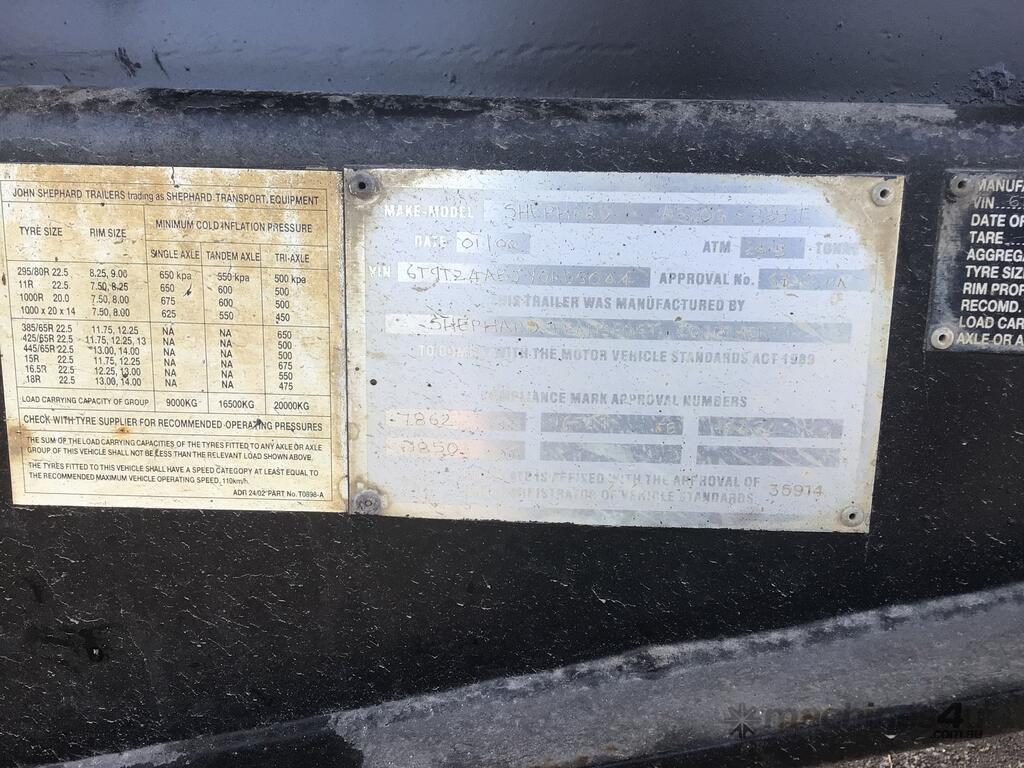 JOHN SHEPHARD TRAILERS trading as SHEPHARD TRANSPORT EQUIPMENT
TYRE SIZE RIM SIZE MINIMUM COLD INFLATION PRESSURE
SINGLE AXLE TANDEM AXLE TRI-AXLE
295/80R 22.5 8.25, 9.00 650 kpa 550 kpa 500 kpa
11R 22.5 7.50, 8.25 650 600 500
1000R 20.0 7.50, 8.00 675 600 500
1000 x 20 x 14 7.50, 8.00 625 550 450
385/65R 22.5 11.75, 12.25 NA NA 650
425/65R 22.5 11.75, 12.25, 13 NA NA 500
445/65R 22.5 13.00, 14.00 NA NA 500
15R 22.5 11.75, 12.25 NA NA 675
16.5R 22.5 12.25, 13.00 NA NA 550
18R 22.5 13.00, 14.00 NA NA 475
LOAD CARRYING CAPACITY OF GROUP 9000KG 16500KG 20000KG
CHECK WITH TYRE SUPPLIER FOR RECOMMENDED OPERATING PRESSURES
THE SUM OF THE LOAD CARRYING CAPACITIES OF THE TYRES FITTED TO ANY AXLE OR AXLE
GROUP OF THIS VEHICLE SHALL NOT BE LESS THAN THE RELEVANT LOAD SHOWN ABOVE.
THE TYRES FITTED TO THIS VEHICLE SHALL HAVE A SPEED CATEGORY AT LEAST EQUAL TO
THE RECOMMENDED MAXIMUM VEHICLE OPERATING SPEED, 110km/h.
ADR 24/02 PART No. T0898-A
MAKE-MODEL SHEPHARD
DATE 01/00 ATM TONNE
VIN APPROVAL No.
THIS TRAILER WAS MANUFACTURED BY
SHEPHARD TRANSPORT
TO COMPLY WITH THE MOTOR VEHICLE STANDARDS ACT 1989
COMPLIANCE MARK APPROVAL NUMBERS
7862
AFFIXED WITH THE APPROVAL OF
ADMINISTRATOR OF VEHICLE STANDARDS. 35914
MANUFA
VIN
DATE OF
TARE
AGGREGA
TYRE SIZE
RIM PROF
RECOMD.
LOAD CAR
AXLE OR A
machines4u
.com.au